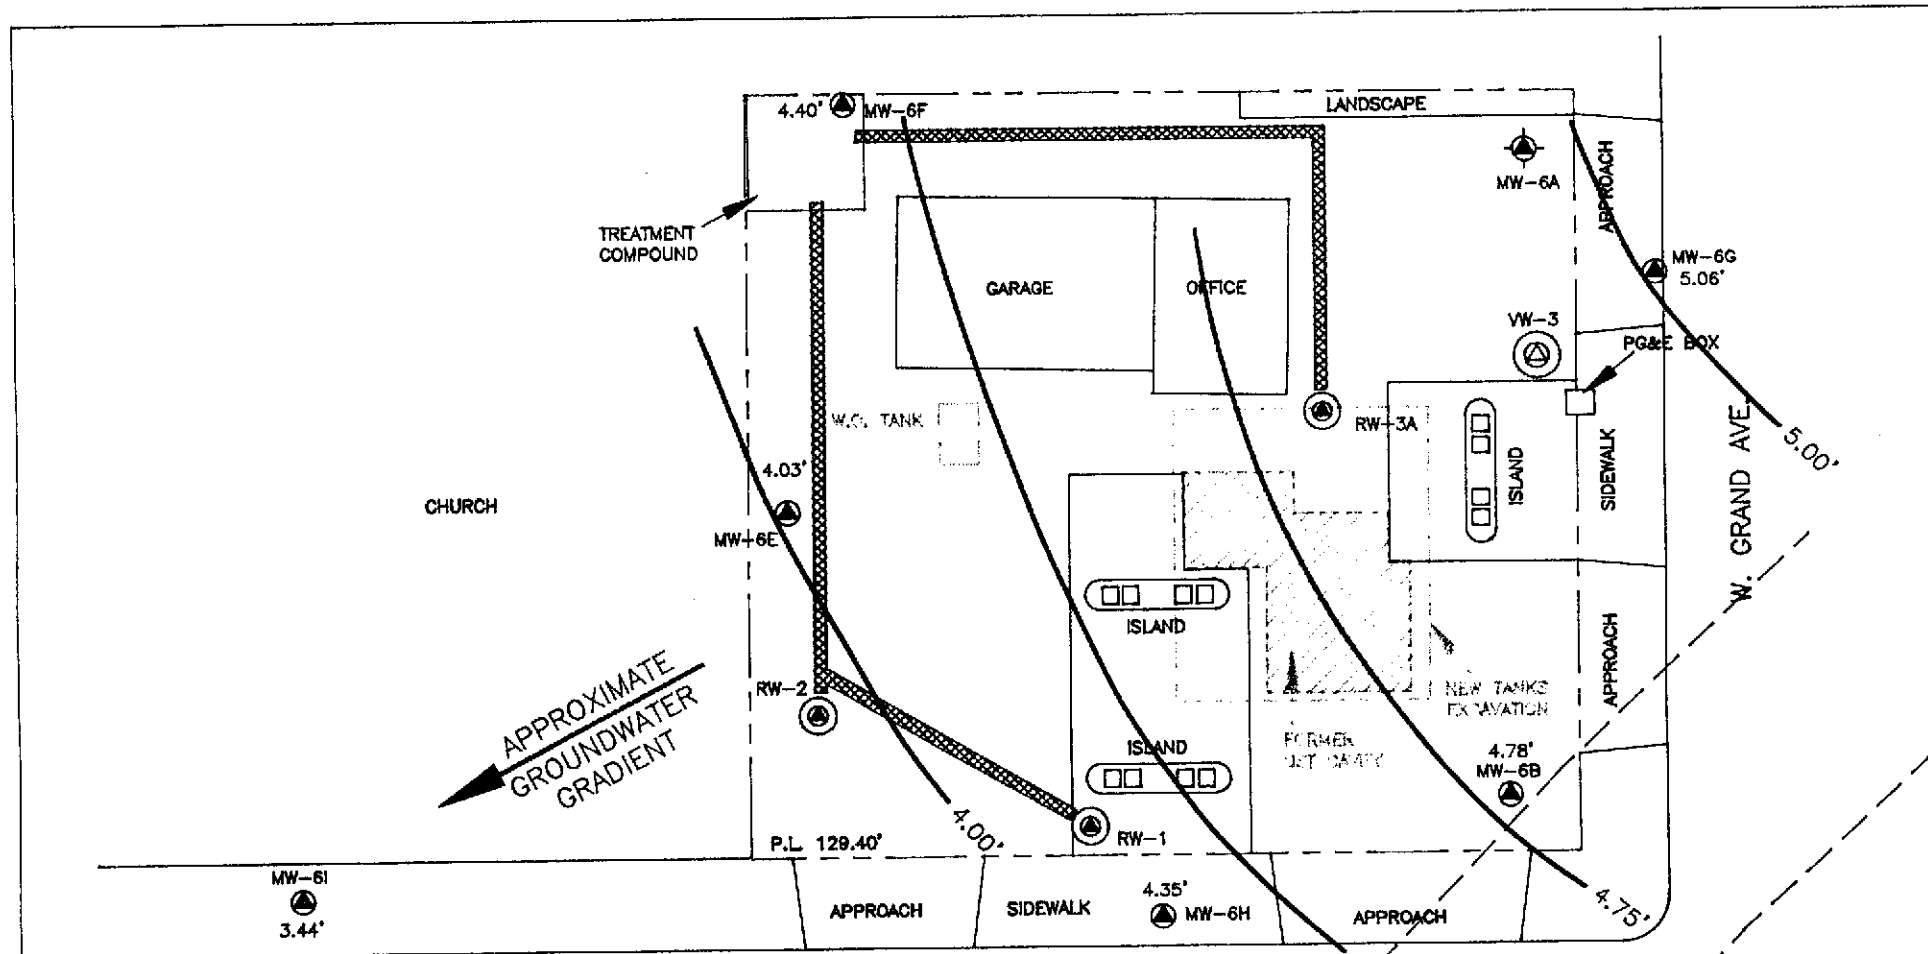 LANDSCAPE
4.40'
MW-6F
APPROACH
MW-6A
TREATMENT
COMPOUND
MW-6G
5.06'
GARAGE
OFFICE
VW-3
PG&E BOX
W.O. TANK
RW-3A
5.00'
4.03'
CHURCH
MW-6E
ISLAND
SIDEWALK
W. GRAND AVE.
ISLAND
APPROACH
APPROXIMATE
GROUNDWATER
GRADIENT
RW-2
NEW TANKS
EXCAVATION
FORMER
ISLAND
4.78'
MW-6B
4.00'
P.L. 129.40'
RW-1
MW-6I
3.44'
APPROACH
SIDEWALK
4.35'
MW-6H
APPROACH
4.75'